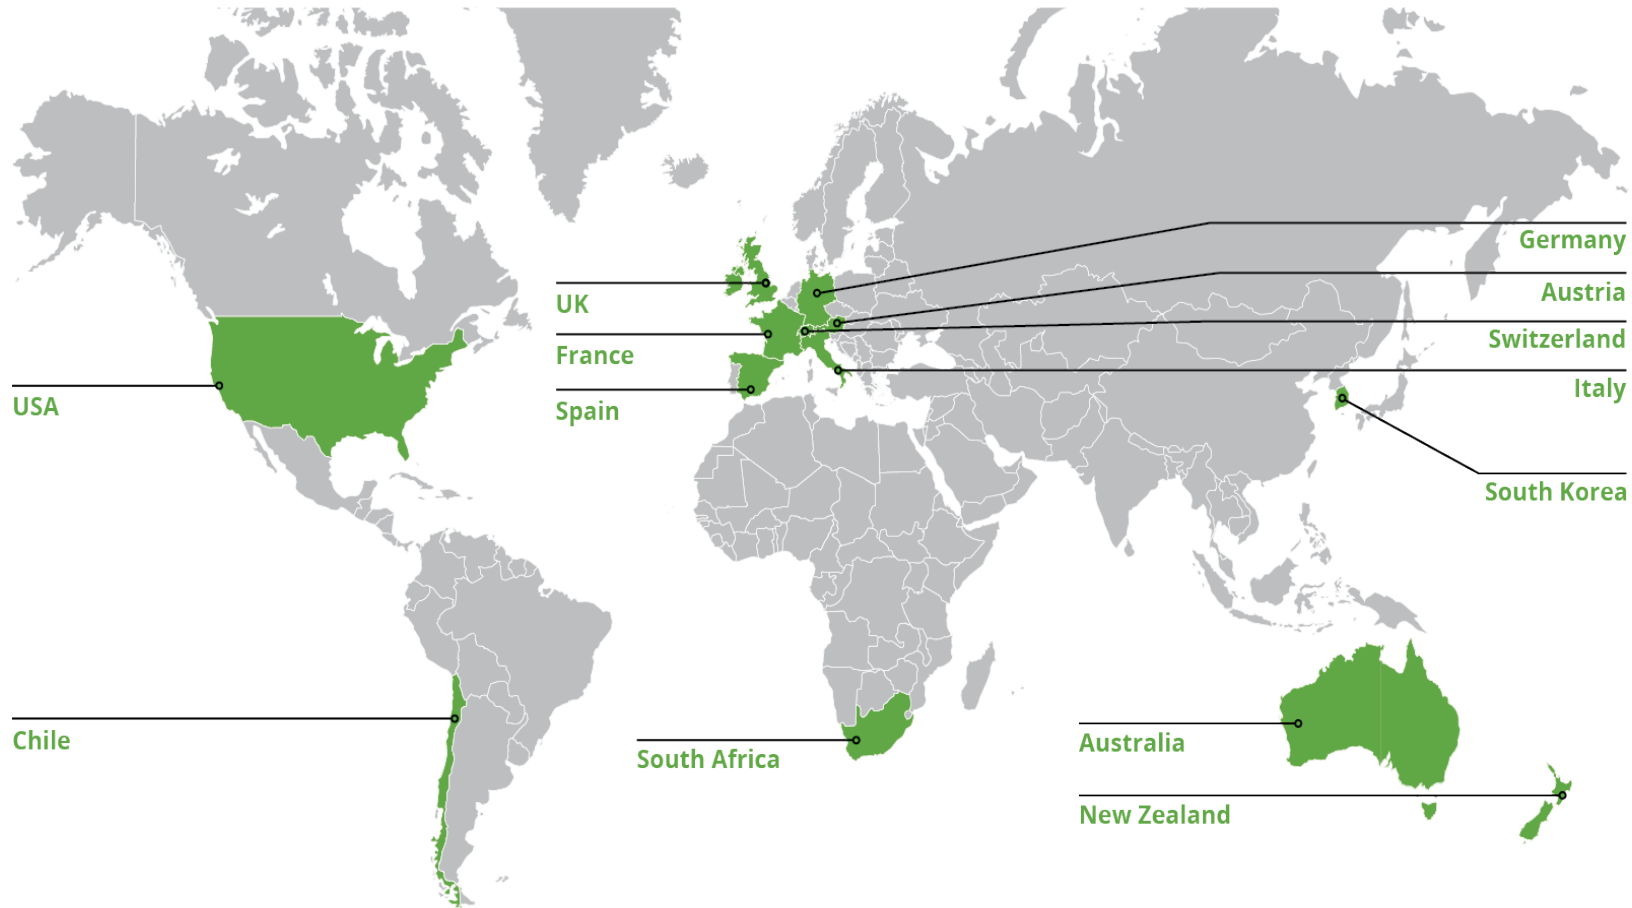 Germany
UK
Austria
Switzerland
France
Italy
USA
Spain
South Korea
Chile
South Africa
Australia
New Zealand